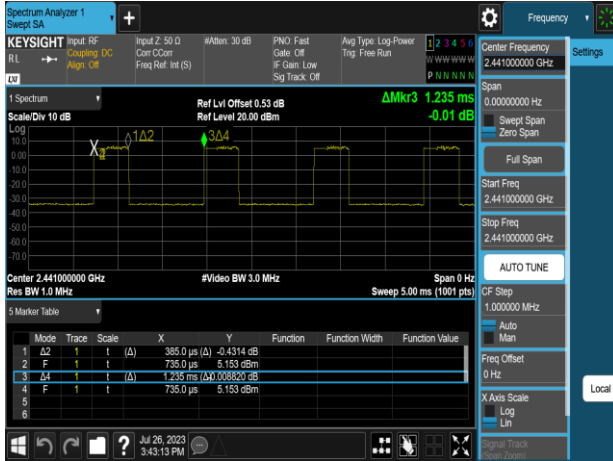 Spectrum Analyzer 1
Swept SA
Frequency
KEYSIGHT
RL
Input: RF
Coupling: DC
Align: Off
Input Z: 50 Ω
Corr CCorr
Freq Ref: Int (S)
#Atten: 30 dB
PNO: Fast
Gate: Off
IF Gain: Low
Sig Track: Off
Avg Type: Log-Power
Trig: Free Run
1 2 3 4 5 6
W W W W W W
P N N N N N
1 Spectrum
Scale/Div 10 dB
Log
Ref Lvl Offset 0.53 dB
Ref Level 20.00 dBm
ΔMkr3 1.235 ms
-0.01 dB
1Δ2
3Δ4
10.0
0.00
-10.0
-20.0
-30.0
-40.0
-50.0
-60.0
-70.0
Center 2.441000000 GHz
Res BW 1.0 MHz
#Video BW 3.0 MHz
Span 0 Hz
Sweep 5.00 ms (1001 pts)
5 Marker Table
Mode Trace Scale X Y Function Function Width Function Value
1 Δ2 1 t (Δ) 385.0 µs (Δ) -0.4314 dB
2 F 1 t 735.0 µs 5.153 dBm
3 Δ4 1 t (Δ) 1.235 ms (Δ) 0.008820 dB
4 F 1 t 735.0 µs 5.153 dBm
5
6
Jul 26, 2023
3:43:13 PM
Center Frequency
2.441000000 GHz
Settings
Span
0.00000000 Hz
Swept Span
Zero Span
Full Span
Start Freq
2.441000000 GHz
Stop Freq
2.441000000 GHz
AUTO TUNE
CF Step
1.000000 MHz
Auto
Man
Freq Offset
0 Hz
X Axis Scale
Log
Lin
Local
Signal Track
(Span Zoom)